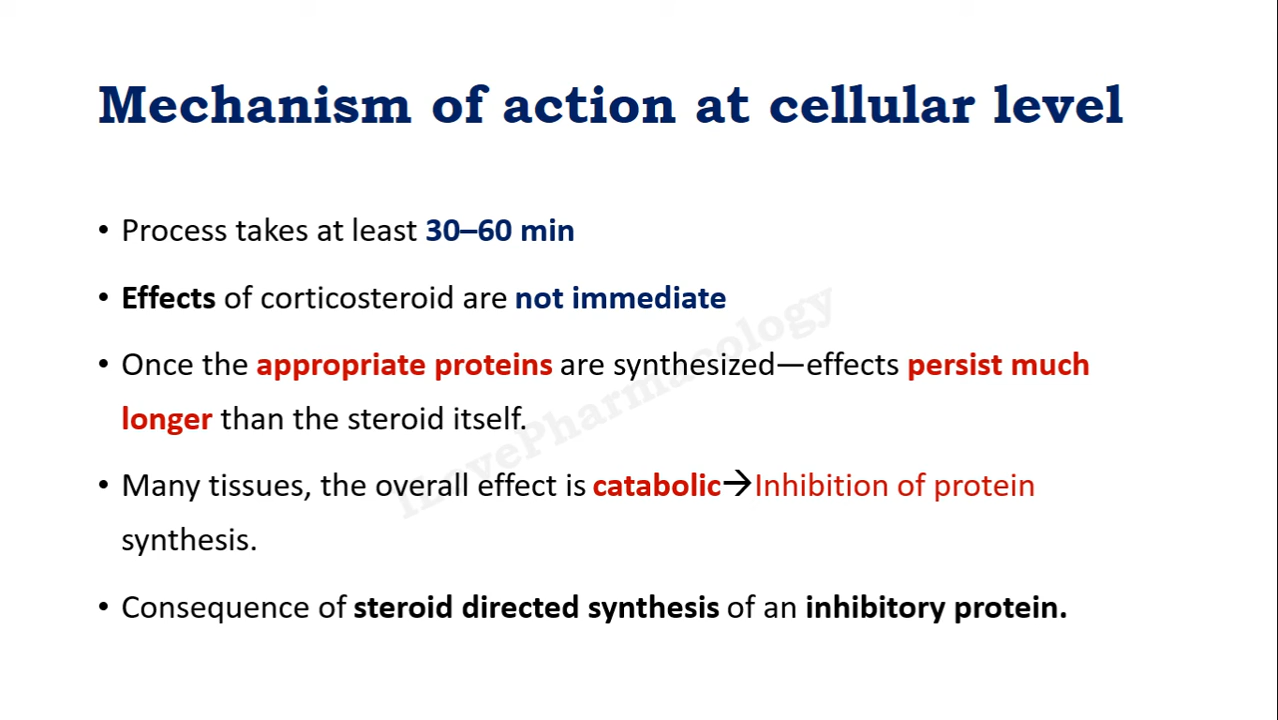 Mechanism of action at cellular level
• Process takes at least 30–60 min
• Effects of corticosteroid are not immediate
• Once the appropriate proteins are synthesized—effects persist much
longer than the steroid itself.
• Many tissues, the overall effect is catabolic→Inhibition of protein
synthesis.
• Consequence of steroid directed synthesis of an inhibitory protein.
iLovePharmacology